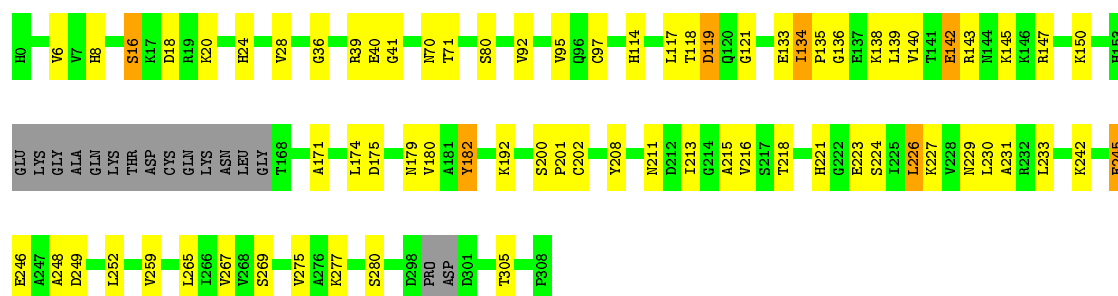 H0 V6 V7 H8 S16 K17 D18 R19 K20 H24 V28 G36 R39 E40 G41 N70 T71 S80 V92 V95 Q96 C97 H114 L117 T118 D119 Q120 G121 E133 I134 P135 G136 E137 K138 L139 V140 T141 E142 R143 N144 K145 K146 R147 K150 H153
GLU LYS GLY ALA GLN LYS THR ASP CYS GLN LYS ASN LEU GLY T168 A171 L174 D175 N179 V180 A181 Y182 K192 S200 P201 C202 Y208 N211 D212 I213 G214 A215 V216 S217 T218 H221 G222 E223 S224 I225 L226 K227 V228 N229 L230 A231 R232 L233 K242 E245
E246 A247 A248 D249 L252 V259 L265 I266 V267 V268 S269 V275 A276 K277 S280 D298 PRO ASP D301 T305 P308